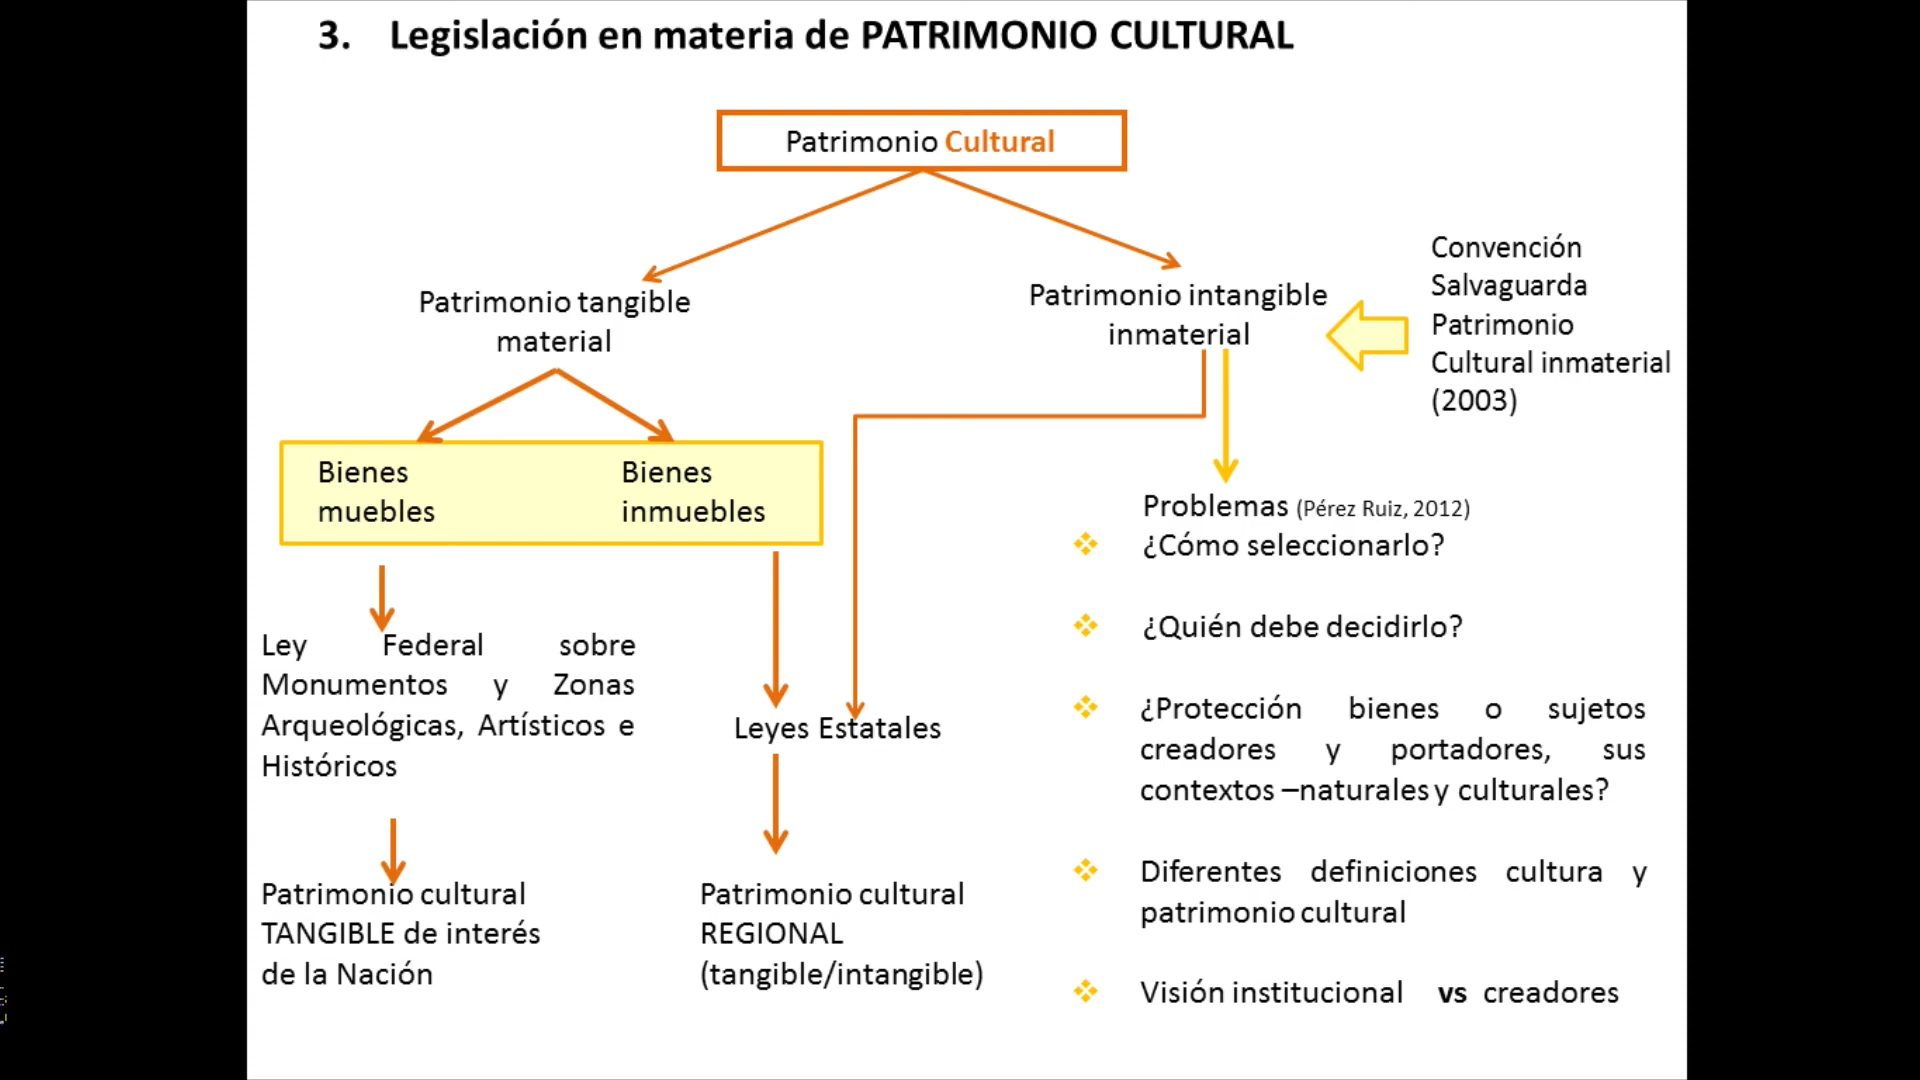 3. Legislación en materia de PATRIMONIO CULTURAL
Patrimonio Cultural
Patrimonio tangible
material
Patrimonio intangible
inmaterial
Convención
Salvaguarda
Patrimonio
Cultural inmaterial
(2003)
Bienes
muebles
Bienes
inmuebles
Ley Federal sobre
Monumentos y Zonas
Arqueológicas, Artísticos e
Históricos
Patrimonio cultural
TANGIBLE de interés
de la Nación
Leyes Estatales
Patrimonio cultural
REGIONAL
(tangible/intangible)
Problemas (Pérez Ruiz, 2012)
¿Cómo seleccionarlo?
¿Quién debe decidirlo?
¿Protección bienes o sujetos
creadores y portadores, sus
contextos –naturales y culturales?
Diferentes definiciones cultura y
patrimonio cultural
Visión institucional vs creadores